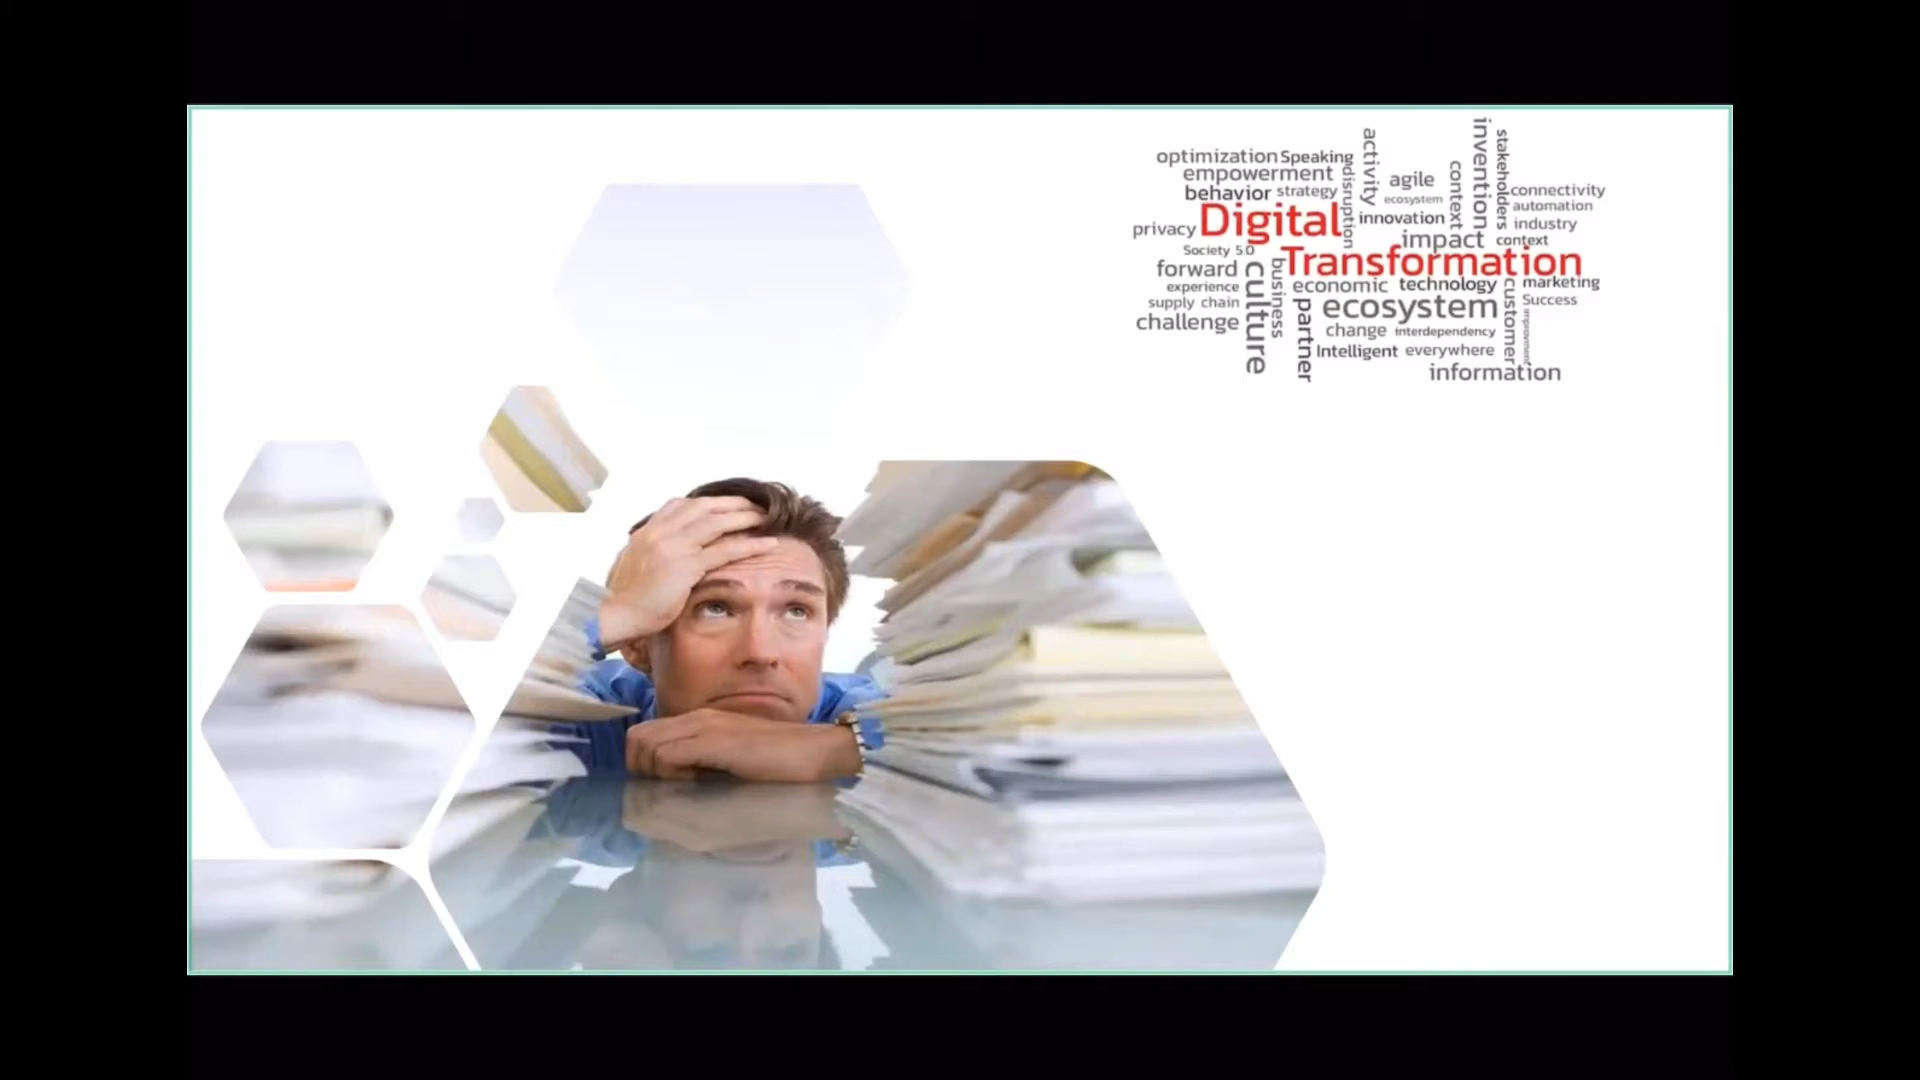 optimization Speaking
empowerment
behavior strategy
disruption
activity
agile
ecosystem
context
invention
stakeholders
connectivity
automation
privacy Digital
innovation
industry
impact context
Society 5.0
Transformation
forward
culture
business
experience
economic technology
customer
marketing
supply chain
partner
ecosystem
Success
improvment
challenge
change interdependency
Intelligent everywhere
information